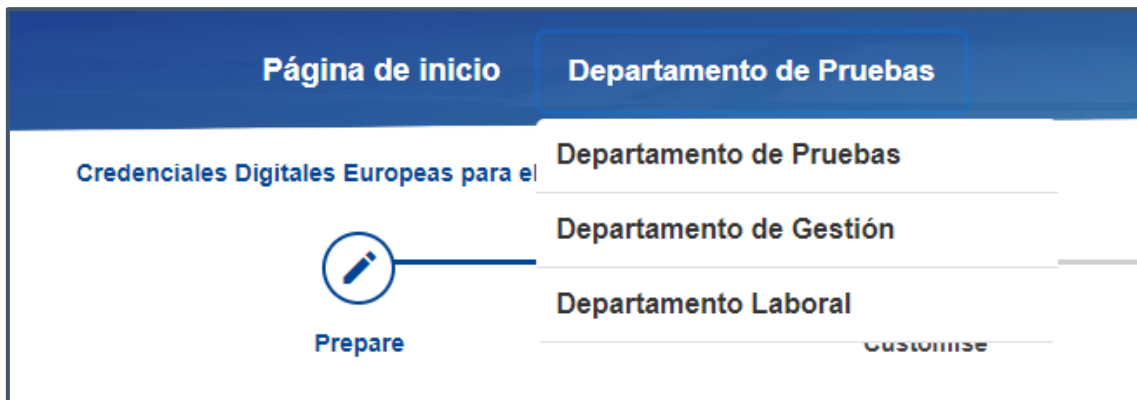 Página de inicio
Departamento de Pruebas
Credenciales Digitales Europeas para el
Departamento de Pruebas
Departamento de Gestión
Departamento Laboral
Prepare
Customise